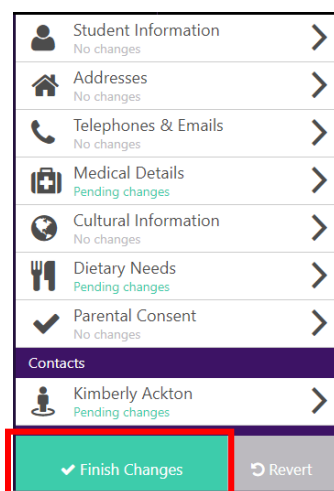 Student Information
No changes
Addresses
No changes
Telephones & Emails
No changes
Medical Details
Pending changes
Cultural Information
No changes
Dietary Needs
Pending changes
Parental Consent
No changes
Contacts
Kimberly Ackton
Pending changes
Finish Changes Revert